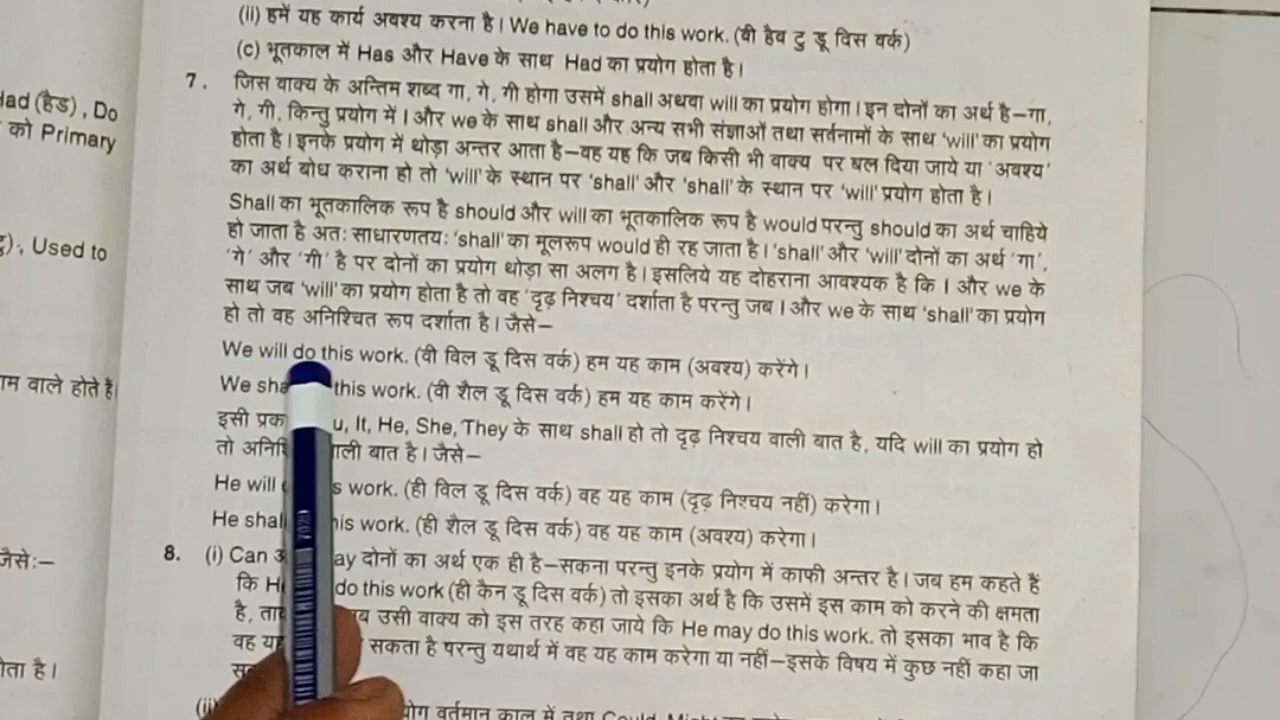 (ii) हमें यह कार्य अवश्य करना है। We have to do this work. (वी हैव टु डू दिस वर्क)
(c) भूतकाल में Has और Have के साथ Had का प्रयोग होता है।
7. जिस वाक्य के अन्तिम शब्द गा, गे, गी होगा उसमें shall अथवा will का प्रयोग होगा। इन दोनों का अर्थ है–गा,
गे, गी, किन्तु प्रयोग में I और we के साथ shall और अन्य सभी संज्ञाओं तथा सर्वनामों के साथ 'will' का प्रयोग
होता है। इनके प्रयोग में थोड़ा अन्तर आता है–वह यह कि जब किसी भी वाक्य पर बल दिया जाये या 'अवश्य'
का अर्थ बोध कराना हो तो 'will' के स्थान पर 'shall' और 'shall' के स्थान पर 'will' प्रयोग होता है।
Shall का भूतकालिक रूप है should और will का भूतकालिक रूप है would परन्तु should का अर्थ चाहिये
हो जाता है अतः साधारणतयः 'shall' का मूलरूप would ही रह जाता है। 'shall' और 'will' दोनों का अर्थ 'गा',
'गे' और 'गी' है पर दोनों का प्रयोग थोड़ा सा अलग है। इसलिये यह दोहराना आवश्यक है कि I और we के
साथ जब 'will' का प्रयोग होता है तो वह 'दृढ़ निश्चय' दर्शाता है परन्तु जब I और we के साथ 'shall' का प्रयोग
हो तो वह अनिश्चित रूप दर्शाता है। जैसे–
We will do this work. (वी विल डू दिस वर्क) हम यह काम (अवश्य) करेंगे।
We this work. (वी शैल डू दिस वर्क) हम यह काम करेंगे।
इसी It, He, She, They के साथ shall हो तो दृढ़ निश्चय वाली बात है, यदि will का प्रयोग हो
तो बात है। जैसे–
He will work. (ही विल डू दिस वर्क) वह यह काम (दृढ़ निश्चय नहीं) करेगा।
He work. (ही शैल डू दिस वर्क) वह यह काम (अवश्य) करेगा।
8. (i) Can दोनों का अर्थ एक ही है–सकना परन्तु इनके प्रयोग में काफी अन्तर है। जब हम कहते हैं
कि do this work (ही कैन डू दिस वर्क) तो इसका अर्थ है कि उसमें इस काम को करने की क्षमता
है, उसी वाक्य को इस तरह कहा जाये कि He may do this work. तो इसका भाव है कि
वह सकता है परन्तु यथार्थ में वह यह काम करेगा या नहीं–इसके विषय में कुछ नहीं कहा जा
(ii) वर्तमान काल में तथा
(हैड), Do
को Primary
Used to
वाले होते हैं।
जैसे:–
है।